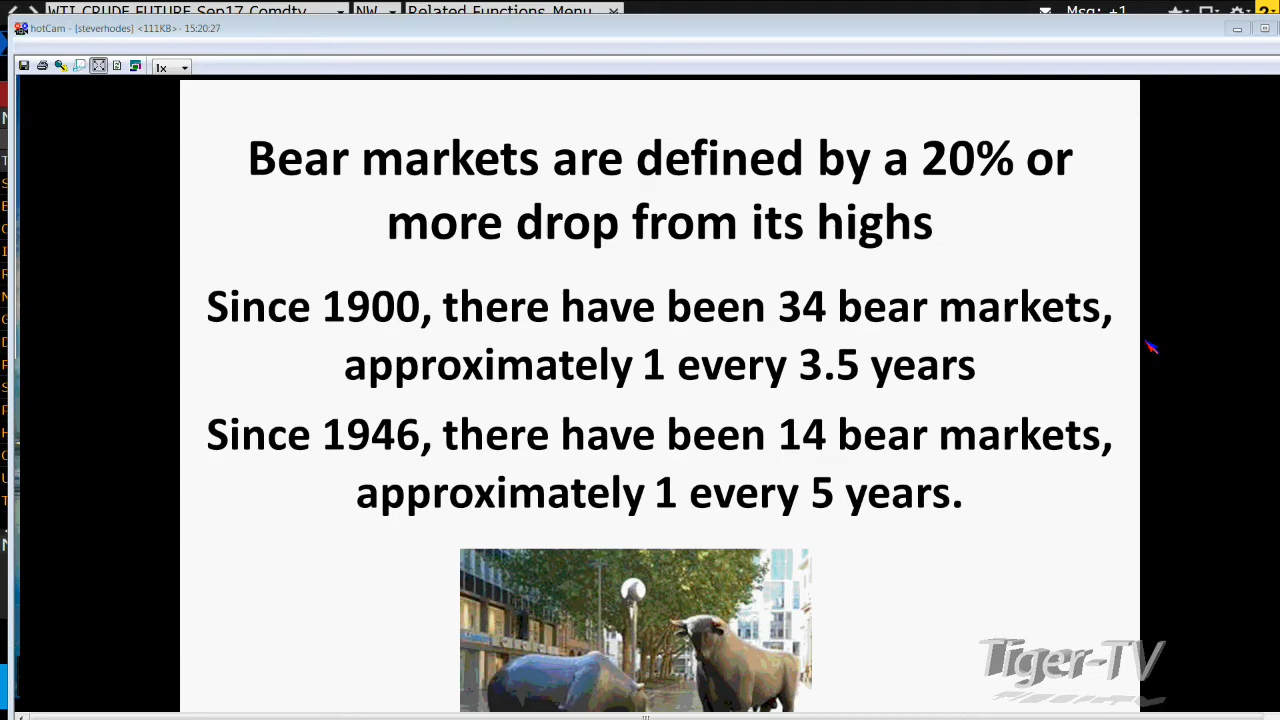 WTI CRUDE FUTURE Sep17 Comdty NW Related Functions Menu Msg: +1
hotCam - [steverhodes] <111KB> - 15:20:27
1x
Bear markets are defined by a 20% or
more drop from its highs
Since 1900, there have been 34 bear markets,
approximately 1 every 3.5 years
Since 1946, there have been 14 bear markets,
approximately 1 every 5 years.
Tiger-TV